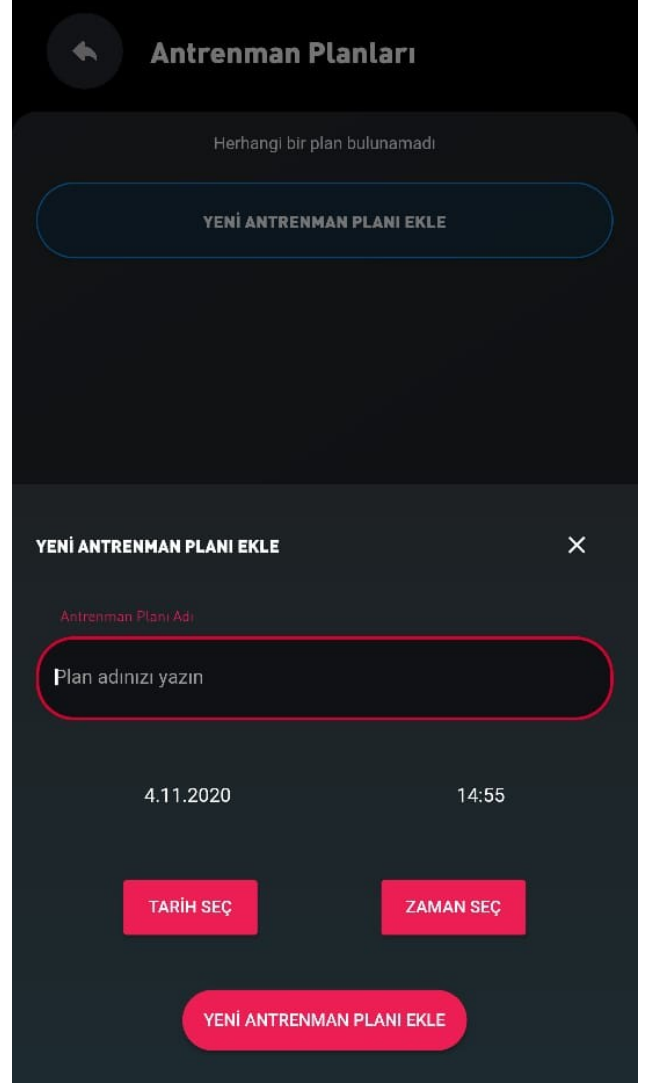 Antrenman Planları
Herhangi bir plan bulunamadı
YENİ ANTRENMAN PLANI EKLE
YENİ ANTRENMAN PLANI EKLE
Antrenman Planı Adı
Plan adınızı yazın
4.11.2020 14:55
TARİH SEÇ ZAMAN SEÇ
YENİ ANTRENMAN PLANI EKLE